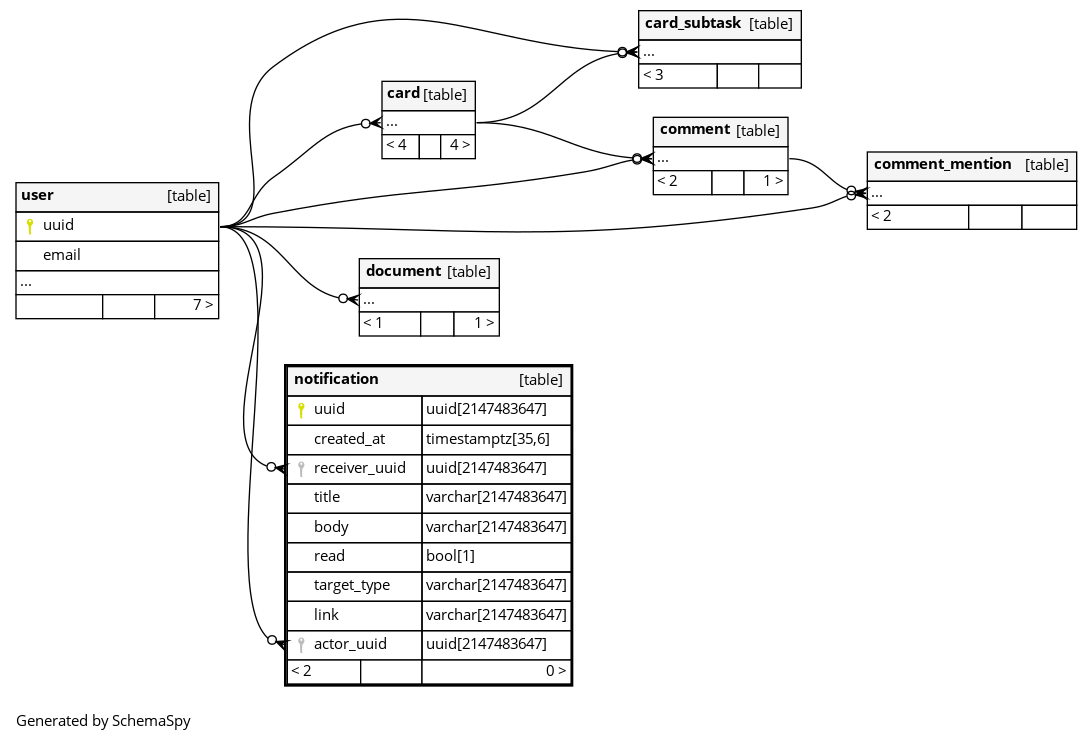 card_subtask [table]
...
< 3
card [table]
...
< 4 4 >
comment [table]
...
< 2 1 >
comment_mention [table]
...
< 2
user [table]
uuid
email
...
7 >
document [table]
...
< 1 1 >
notification [table]
uuid uuid[2147483647]
created_at timestamptz[35,6]
receiver_uuid uuid[2147483647]
title varchar[2147483647]
body varchar[2147483647]
read bool[1]
target_type varchar[2147483647]
link varchar[2147483647]
actor_uuid uuid[2147483647]
< 2 0 >
Generated by SchemaSpy